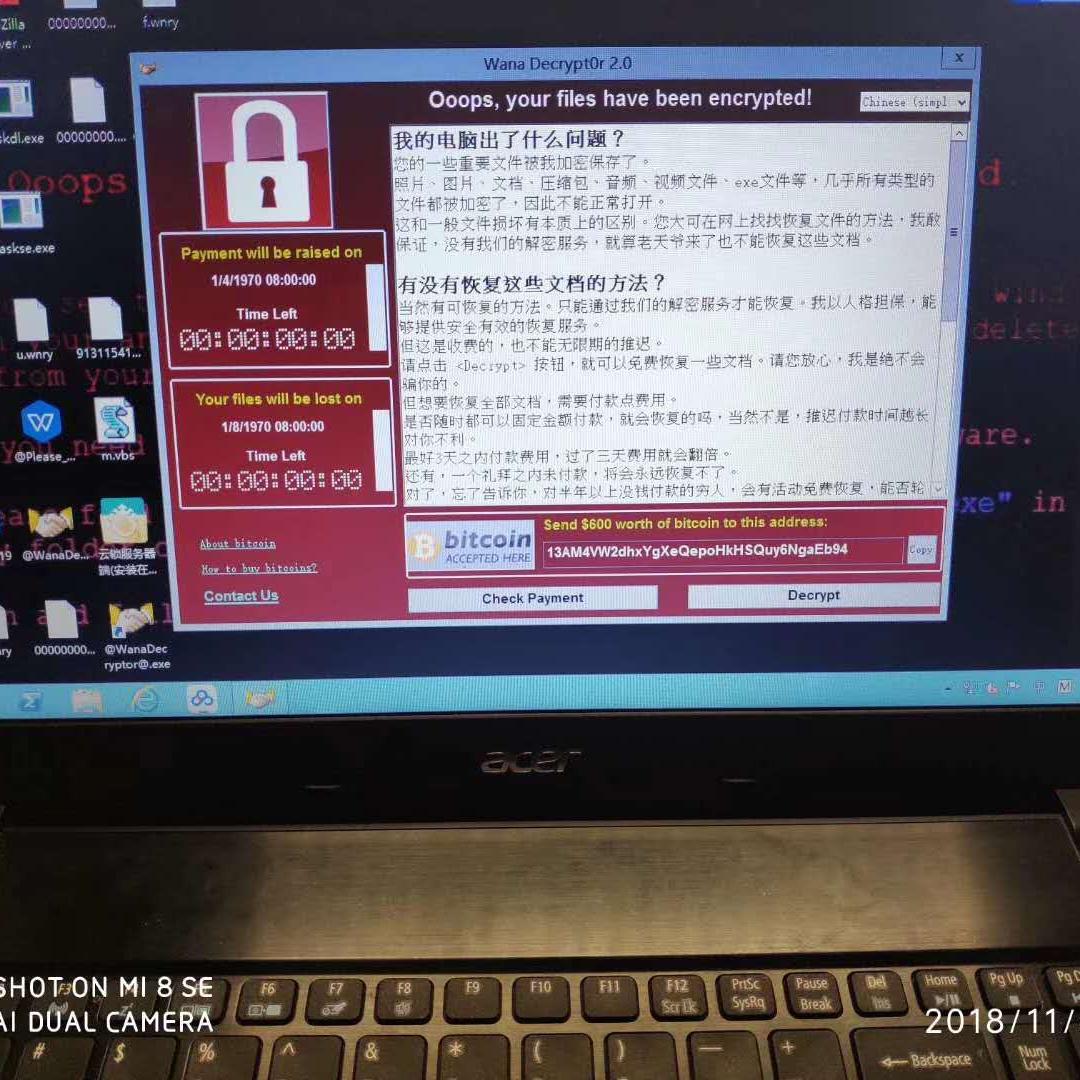 Zilla
00000000...
f.wnry
ver ...
Wana Decrypt0r 2.0
x
Ooops, your files have been encrypted!
Chinese (simpl
skdl.exe
00000000....
Ooops
askse.exe
我的电脑出了什么问题？
您的一些重要文件被我加密保存了。
照片、图片、文档、压缩包、音频、视频文件、exe文件等，几乎所有类型的
文件都被加密了，因此不能正常打开。
这和一般文件损坏有本质上的区别。您大可在网上找找恢复文件的方法，我敢
保证，没有我们的解密服务，就算老天爷来了也不能恢复这些文档。
有没有恢复这些文档的方法？
当然有可恢复的方法。只能通过我们的解密服务才能恢复。我以人格担保，能
够提供安全有效的恢复服务。
但这是收费的，也不能无限期的推迟。
请点击 <Decrypt> 按钮，就可以免费恢复一些文档。请您放心，我是绝不会
骗你的。
但想要恢复全部文档，需要付款点费用。
是否随时都可以固定金额付款，就会恢复的吗，当然不是，推迟付款时间越长
对你不利。
最好3天之内付款费用，过了三天费用就会翻倍。
还有，一个礼拜之内未付款，将会永远恢复不了。
对了，忘了告诉你，对半年以上没钱付款的穷人，会有活动免费恢复，能否轮
Payment will be raised on
1/4/1970 08:00:00
Time Left
00:00:00:00
Your files will be lost on
1/8/1970 08:00:00
Time Left
00:00:00:00
About bitcoin
How to buy bitcoins?
Contact Us
bitcoin
ACCEPTED HERE
Send $600 worth of bitcoin to this address:
13AM4VW2dhxYgXeQepoHkHSQuy6NgaEb94
Copy
Check Payment
Decrypt
u.wnry
91311541...
delete
from your
@Please_...
m.vbs
you need
ware.
exe" in
@WanaDe...
云锁服务器
端(安装在...
00000000...
@WanaDec
ryptor@.exe
acer
SHOT ON MI 8 SE
AI DUAL CAMERA
2018/11/
F6
F7
F8
F9
F10
F11
F12
Scr Lk
PrtSc
SysRq
Pause
Break
Del
Ins
Home
Pg Up
#
$
%
^
&
*
(
)
—
+
Backspace
Num
Lock